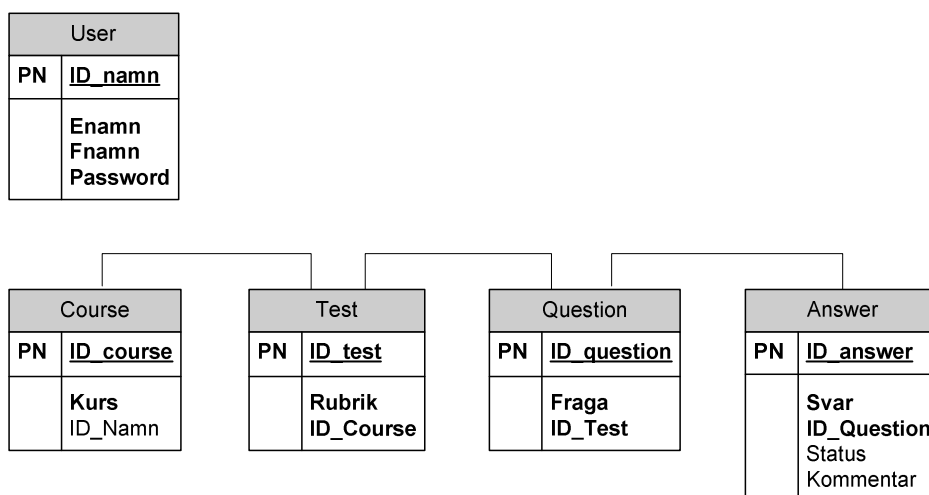 User
PN ID_namn
Enamn
Fnamn
Password
Course
PN ID_course
Kurs
ID_Namn
Test
PN ID_test
Rubrik
ID_Course
Question
PN ID_question
Fraga
ID_Test
Answer
PN ID_answer
Svar
ID_Question
Status
Kommentar